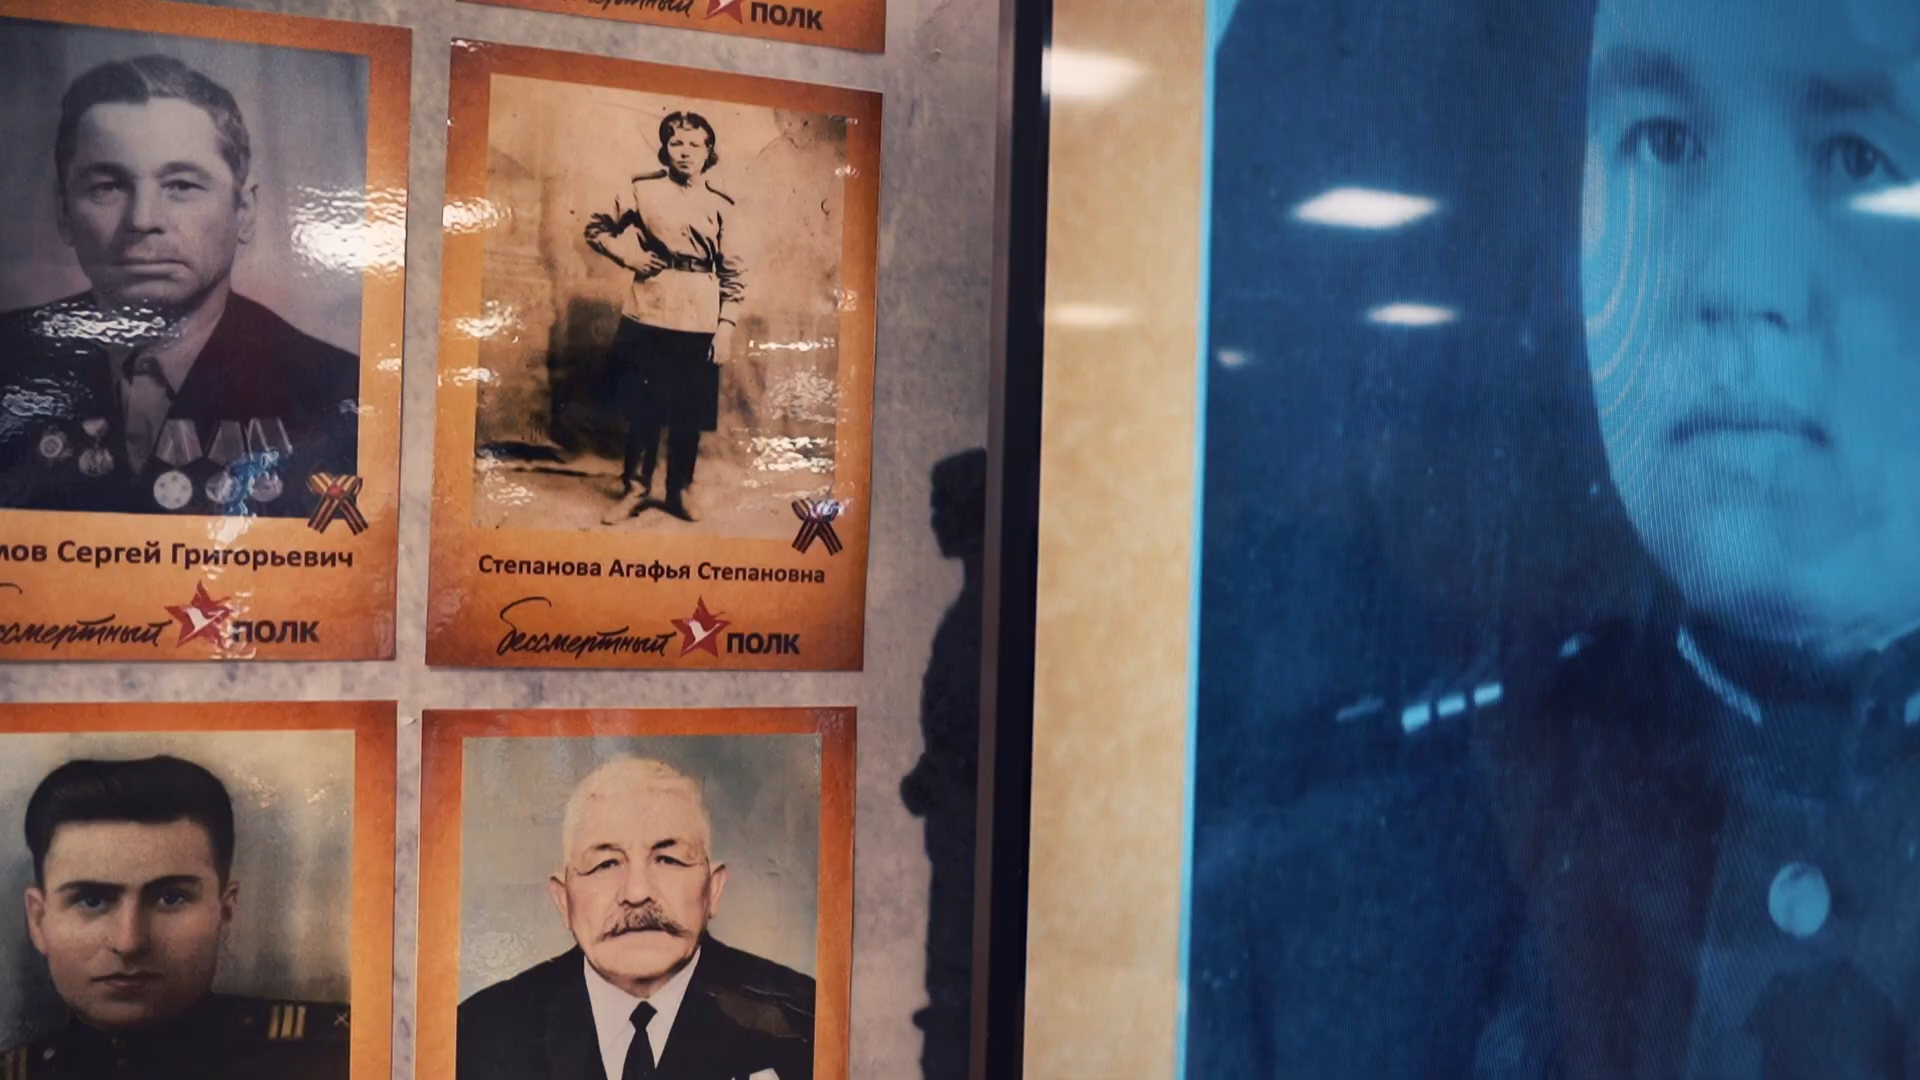 ПОЛК
мов Сергей Григорьевич
бессмертный ПОЛК
Степанова Агафья Степановна
бессмертный ПОЛК